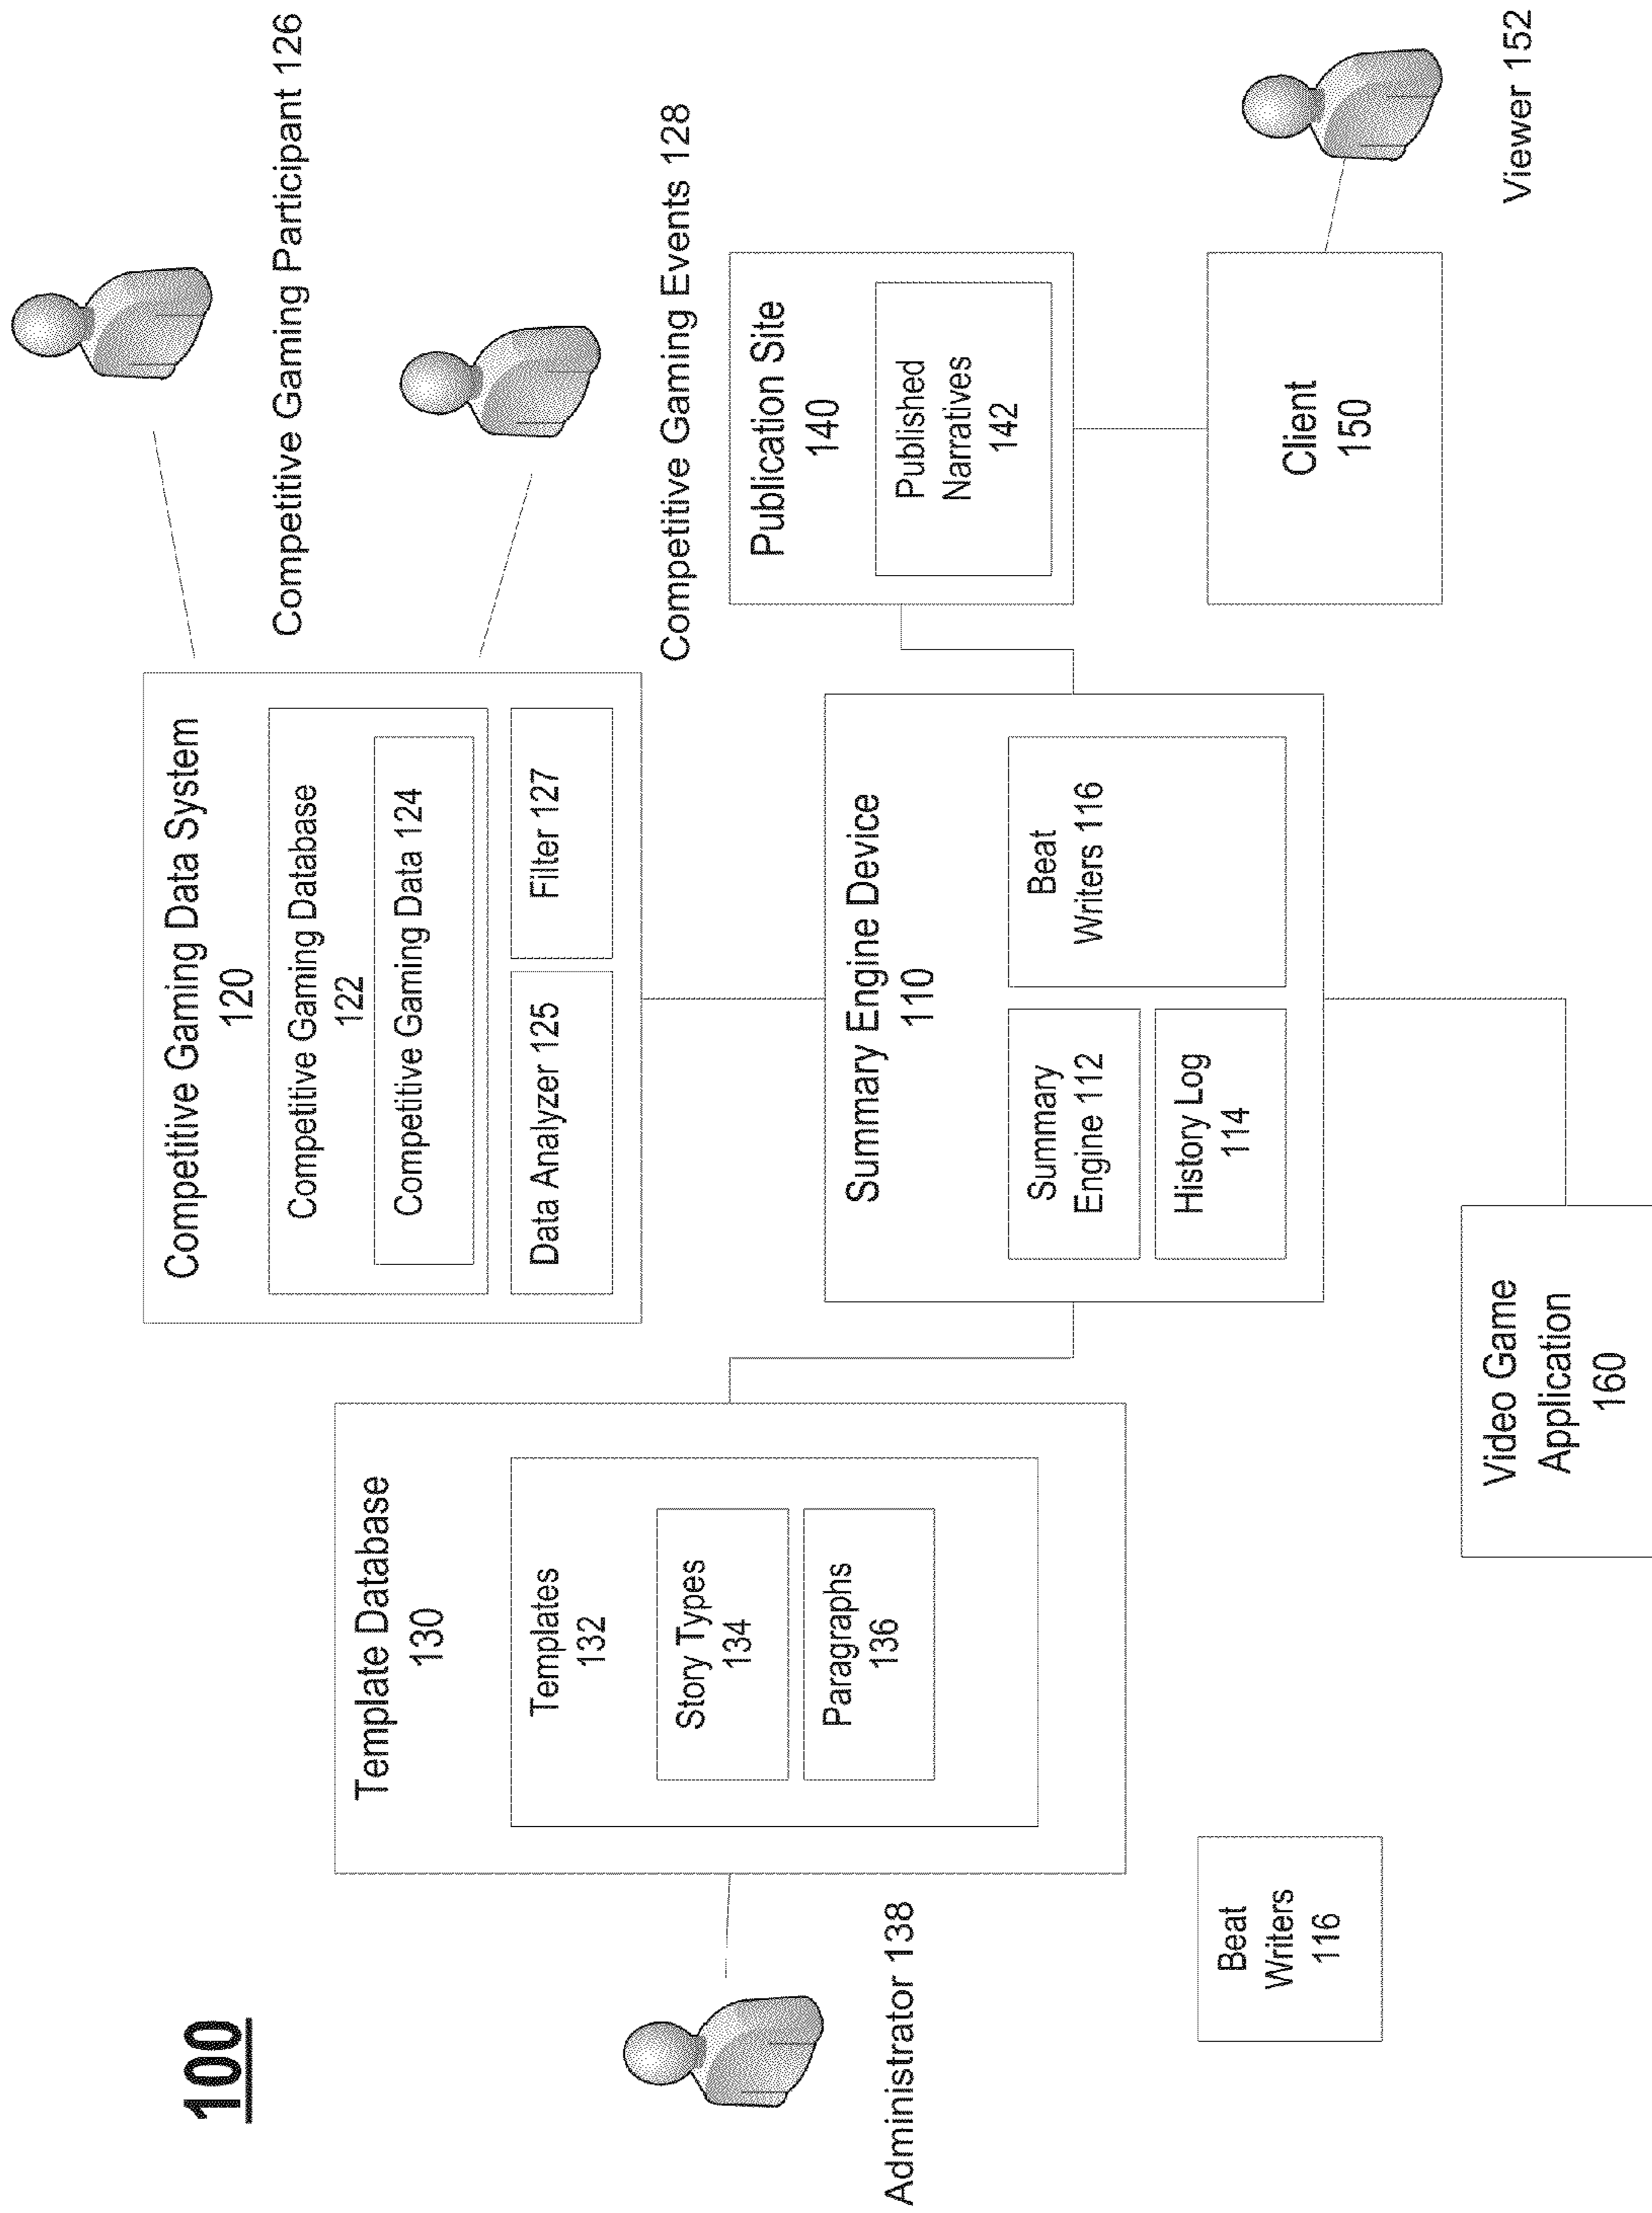 100
Competitive Gaming Data System
120
Competitive Gaming Database
122
Competitive Gaming Data 124
Data Analyzer 125
Filter 127
Competitive Gaming Participant 126
Competitive Gaming Events 128
Template Database
130
Templates
132
Story Types
134
Paragraphs
136
Administrator 138
Summary Engine Device
110
Summary
Engine 112
History Log
114
Beat
Writers 116
Publication Site
140
Published
Narratives
142
Client
150
Viewer 152
Beat
Writers
116
Video Game
Application
160